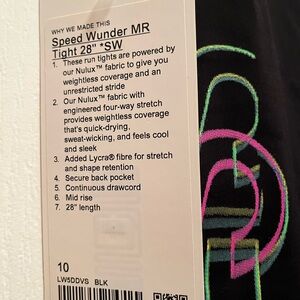 WHY WE MADE THIS
Speed Wunder MR
Tight 28" *SW
1. These run tights are powered by
our Nulux™ fabric to give you
weightless coverage and an
unrestricted stride
2. Our Nulux™ fabric with
engineered four-way stretch
provides weightless coverage
that's quick-drying,
sweat-wicking, and feels cool
and sleek
3. Added Lycra® fibre for stretch
and shape retention
4. Secure back pocket
5. Continuous drawcord
6. Mid rise
7. 28" length
10
LW5DDVS BLK